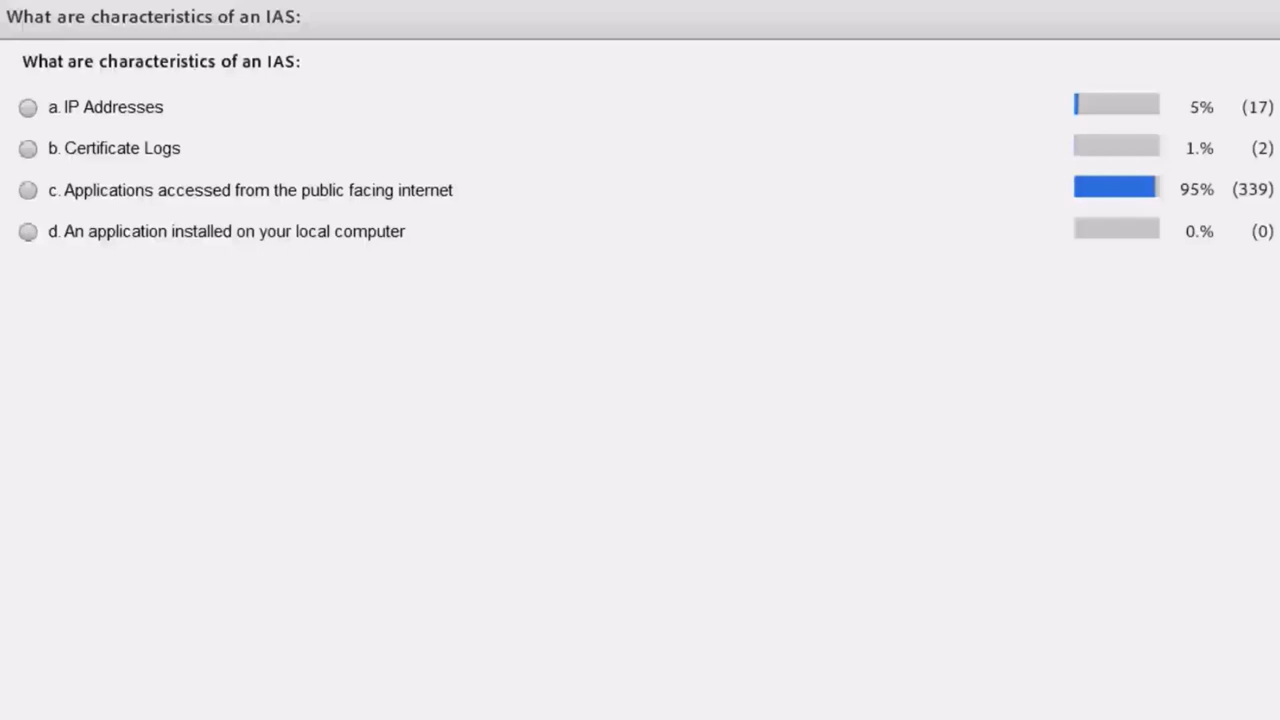 What are characteristics of an IAS:
What are characteristics of an IAS:
a. IP Addresses 5% (17)
b. Certificate Logs 1.% (2)
c. Applications accessed from the public facing internet 95% (339)
d. An application installed on your local computer 0.% (0)